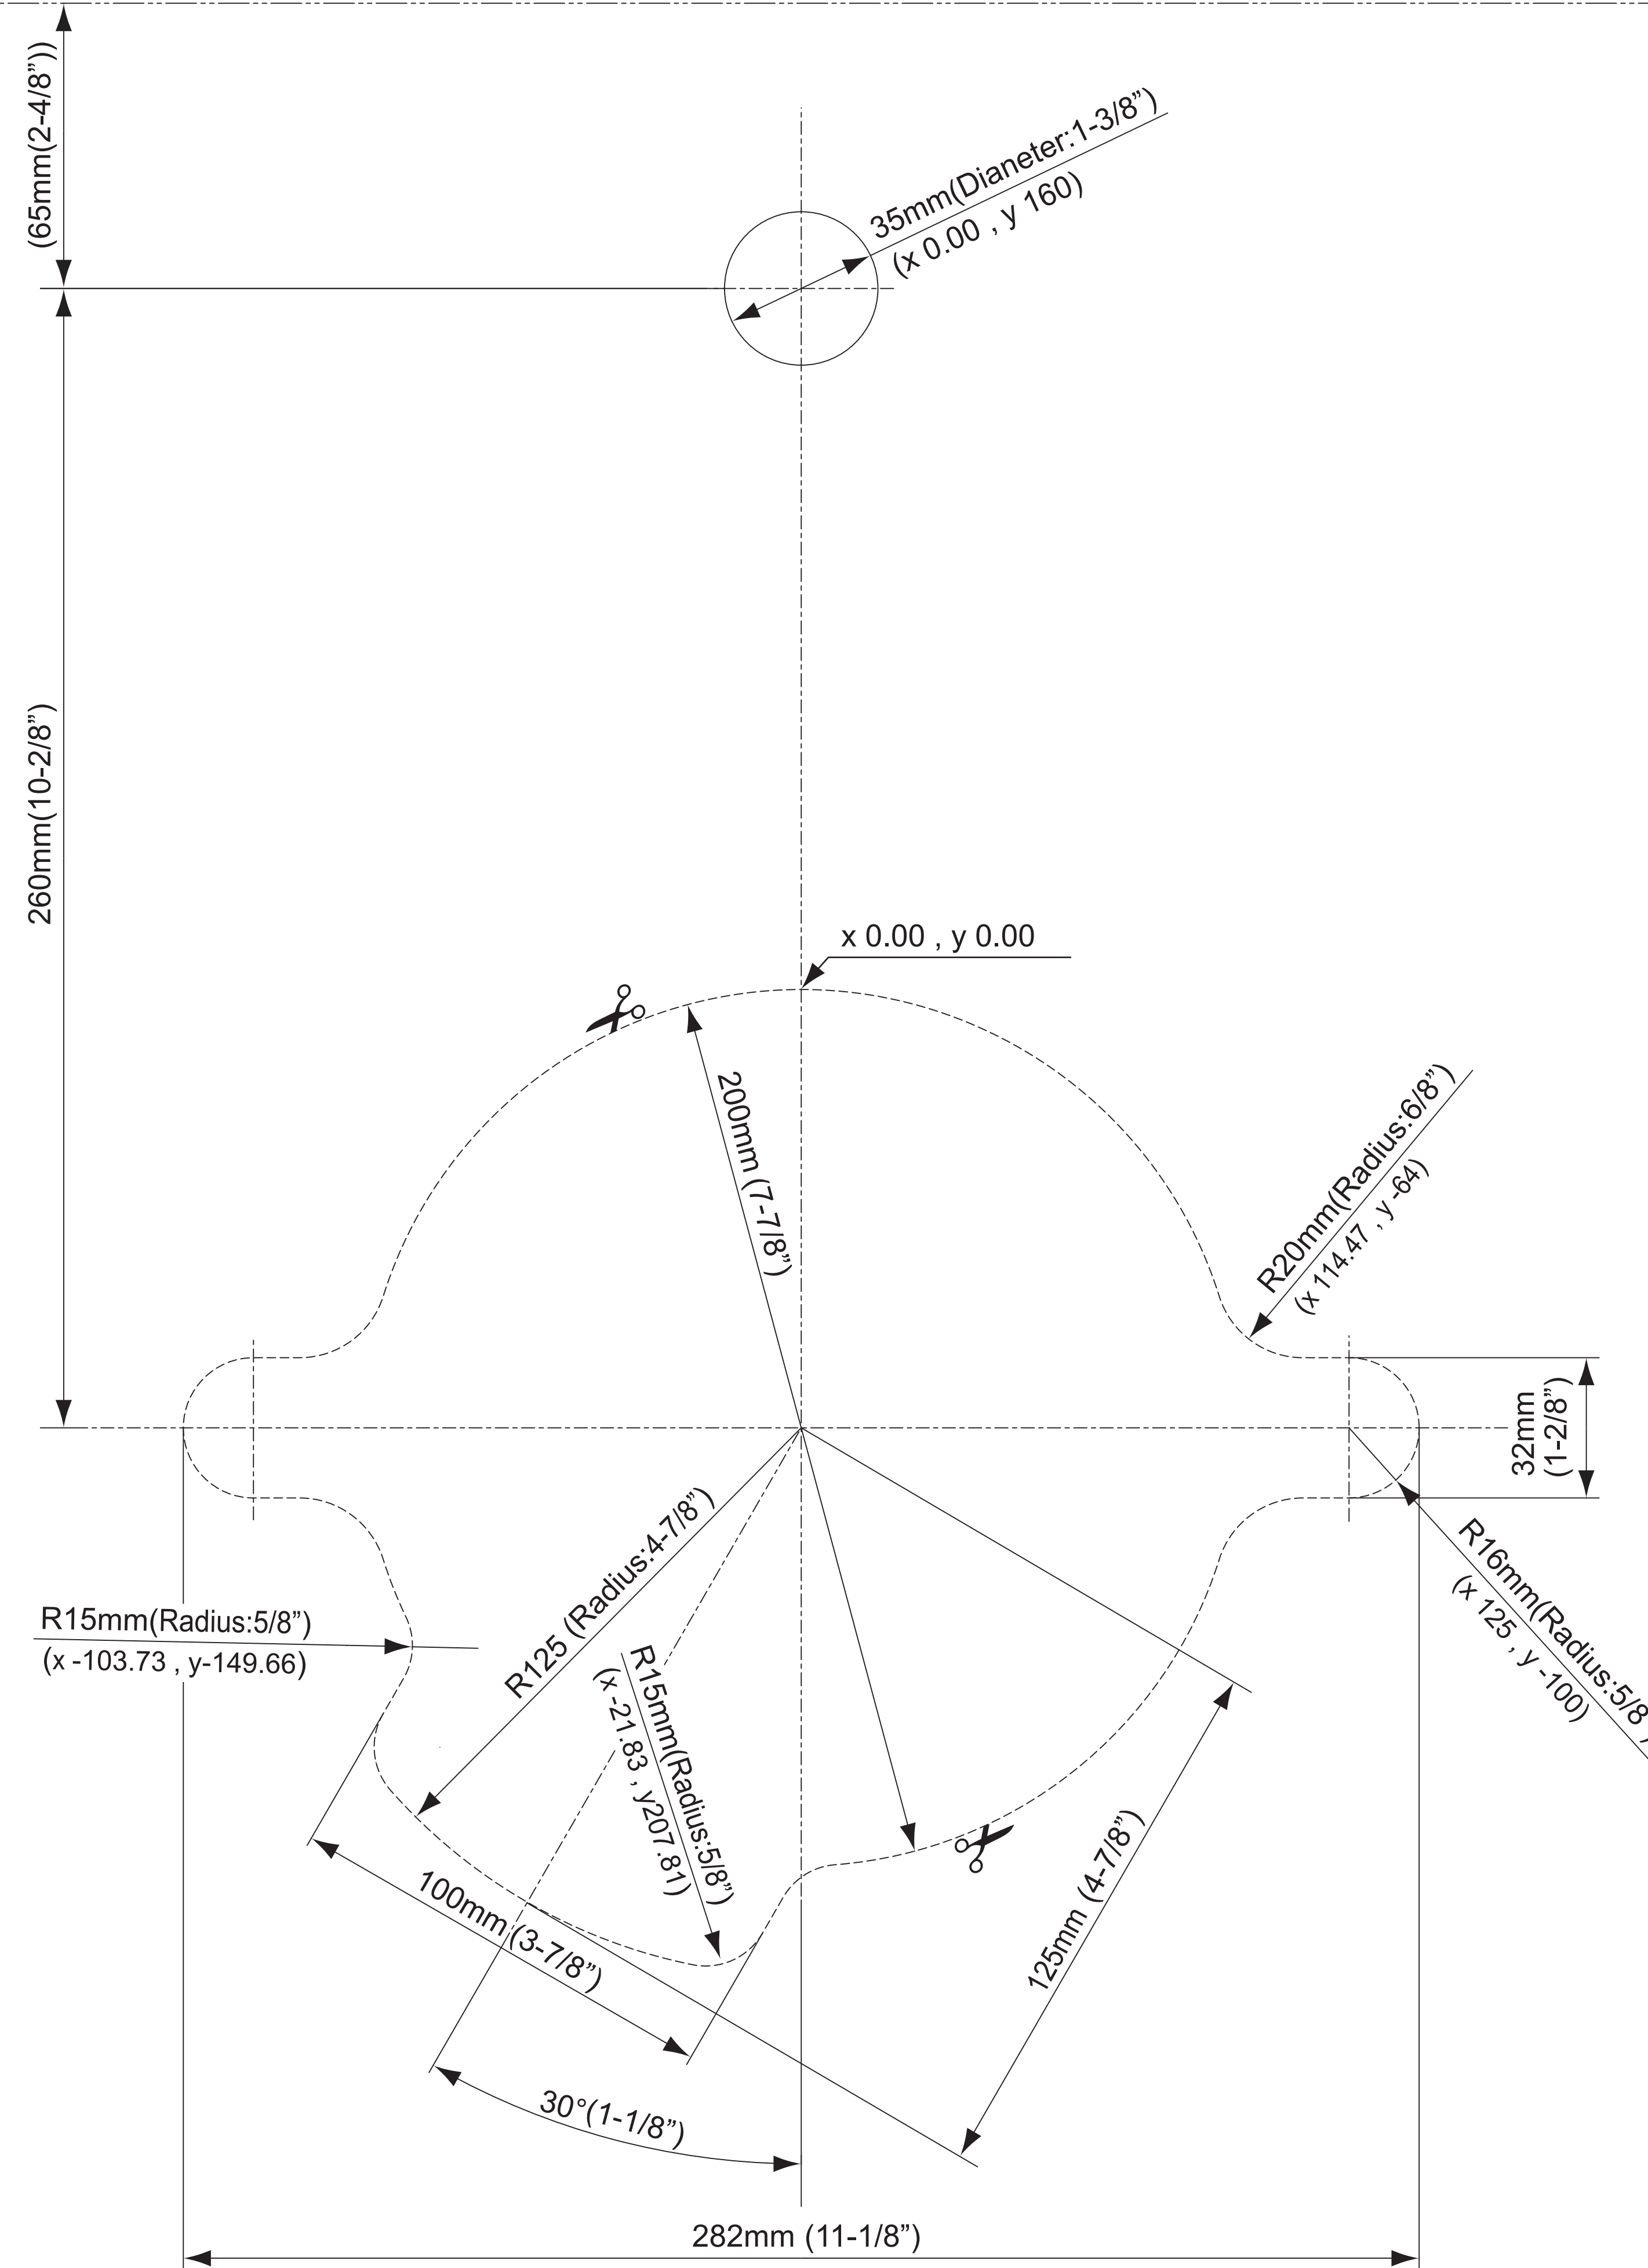 (65mm(2-4/8”))
35mm(Dianeter:1-3/8”)
(x 0.00 , y 160)
260mm(10-2/8”)
x 0.00 , y 0.00
200mm (7-7/8”)
R20mm(Radius:6/8”)
(x 114.47 , y -64)
32mm
(1-2/8”)
R16mm(Radius:5/8”)
(x 125 , y -100)
R15mm(Radius:5/8”)
(x -103.73 , y-149.66)
R125 (Radius:4-7/8”)
R15mm(Radius:5/8”)
(x -21.83 , y207.81)
125mm (4-7/8”)
100mm (3-7/8”)
30°(1-1/8”)
282mm (11-1/8”)